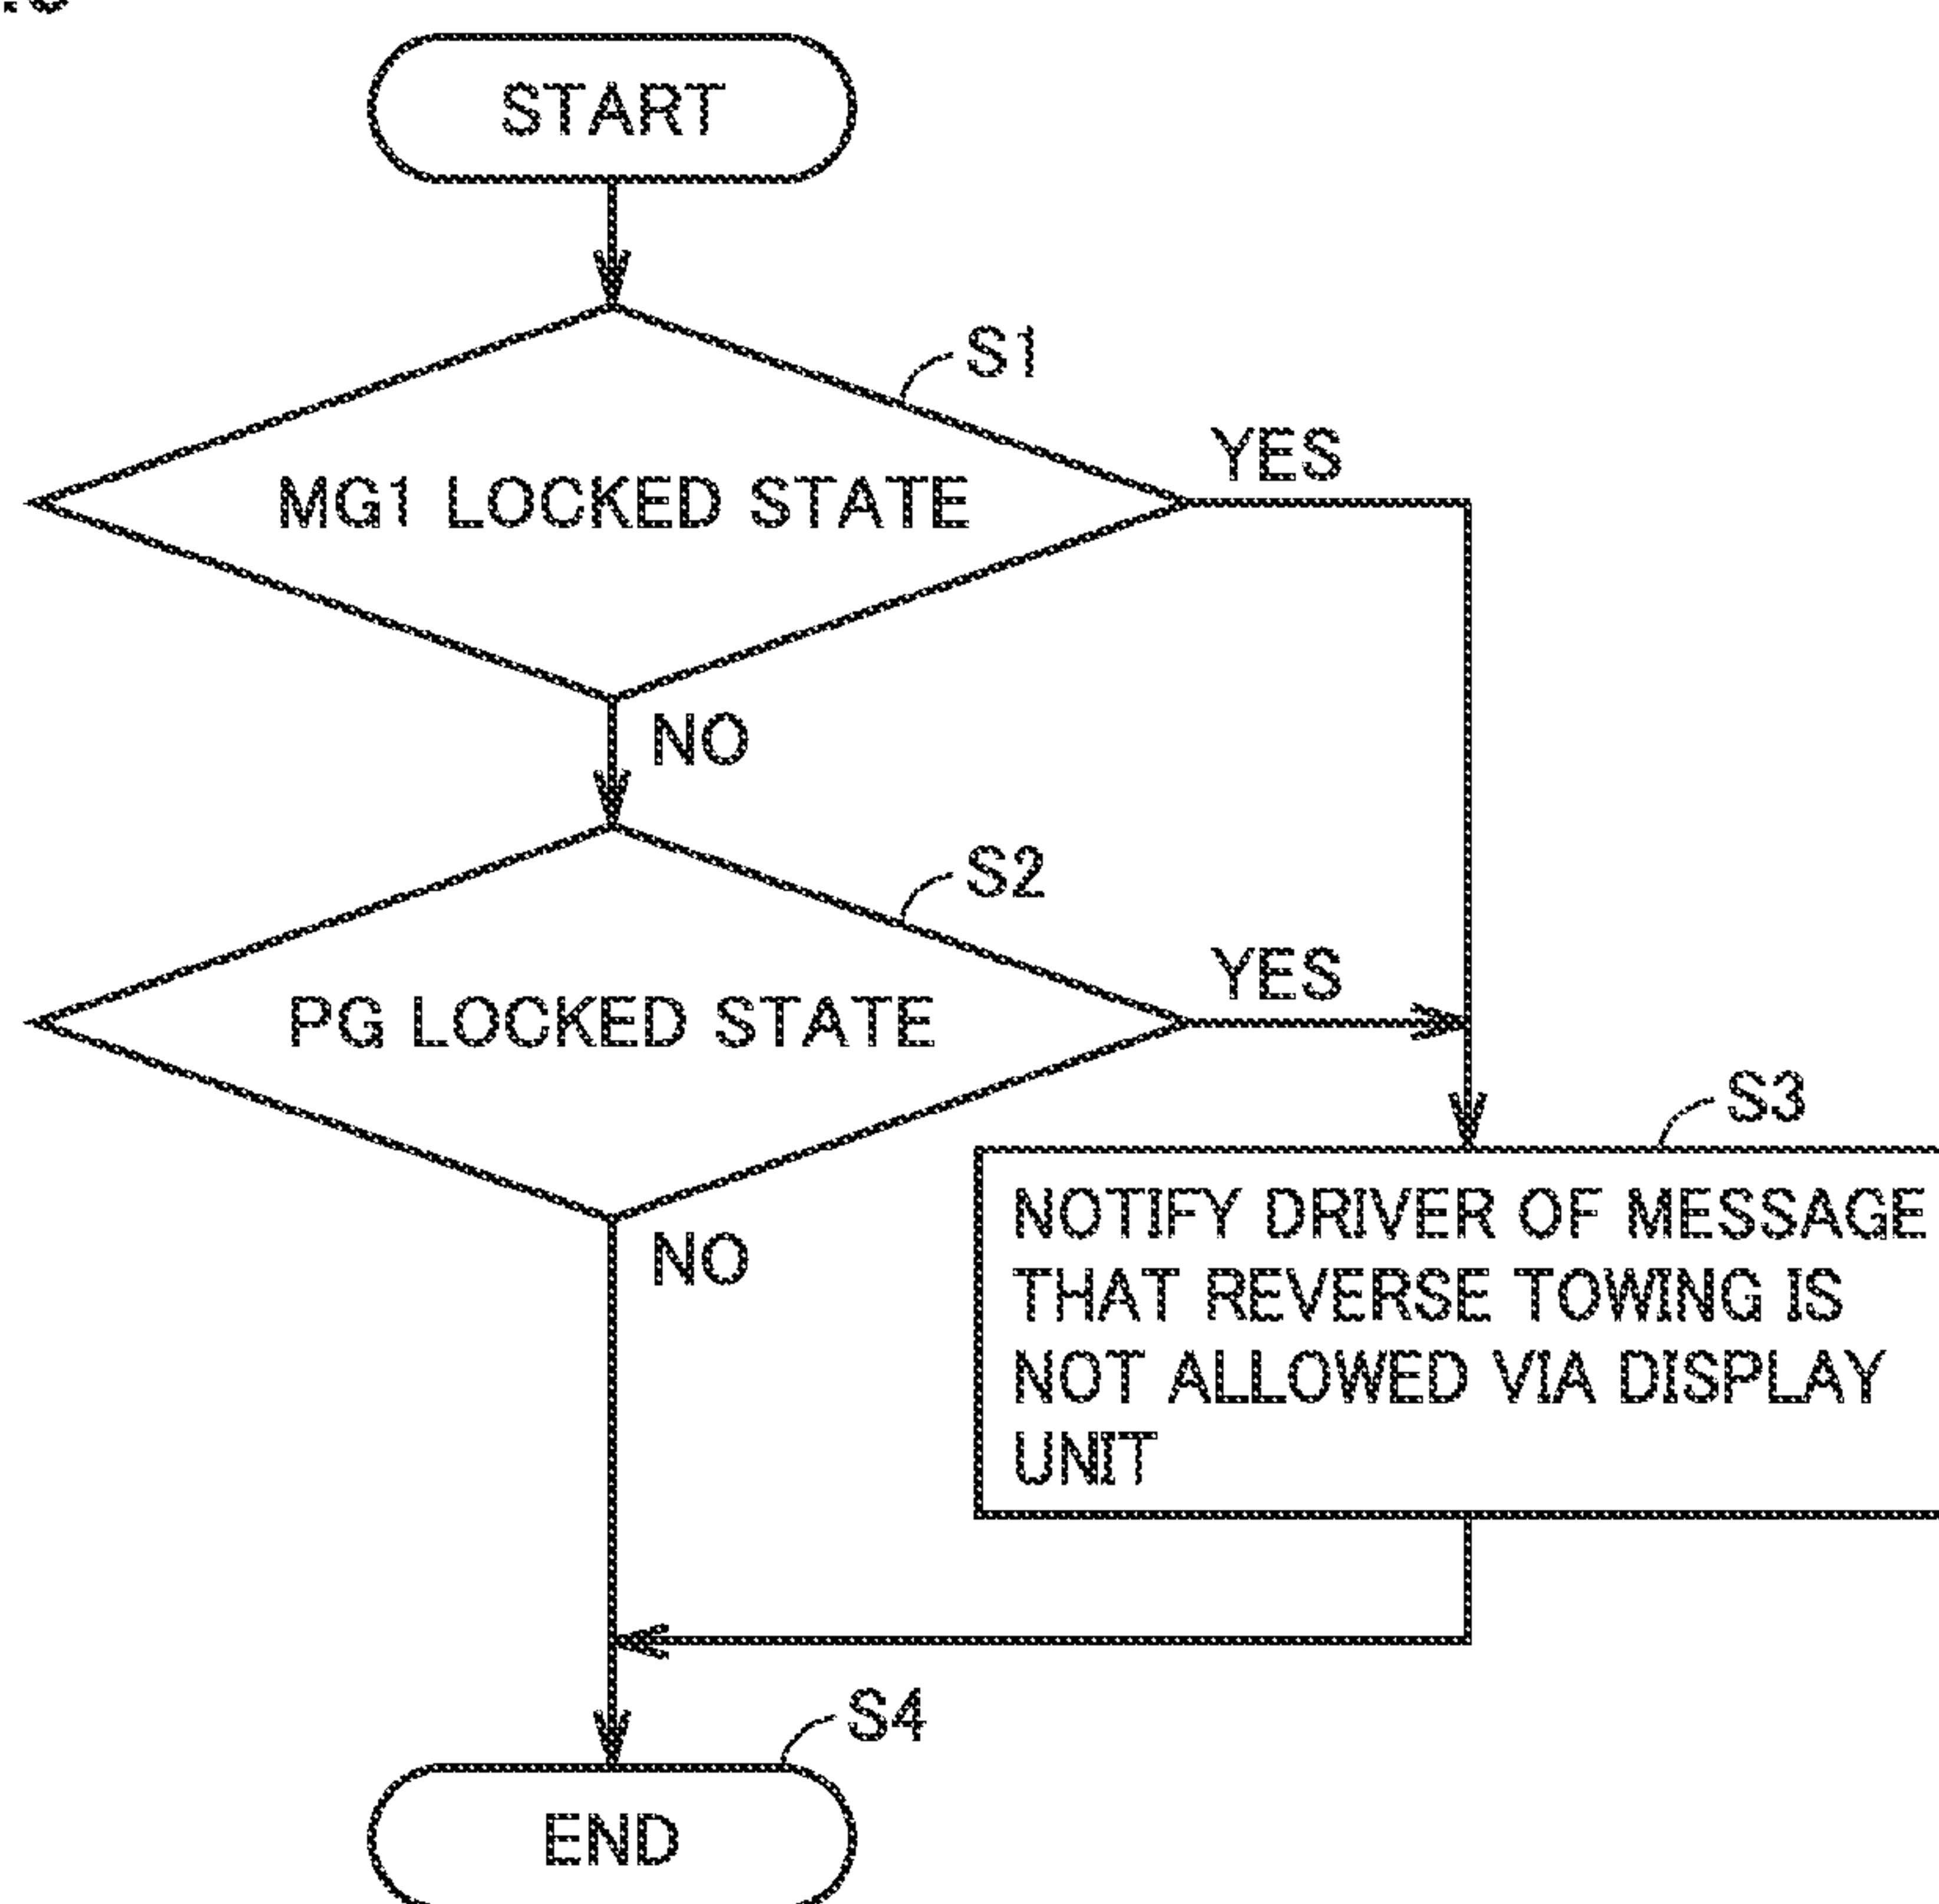 START
S1
YES
MG1 LOCKED STATE
NO
S2
YES
PG LOCKED STATE
NO
S3
NOTIFY DRIVER OF MESSAGE
THAT REVERSE TOWING IS
NOT ALLOWED VIA DISPLAY
UNIT
S4
END